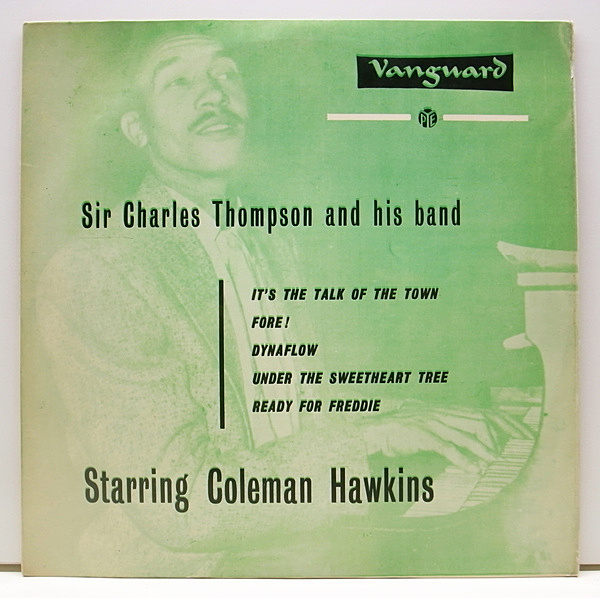 Vanguard
PYE
Sir Charles Thompson and his band
IT'S THE TALK OF THE TOWN
FORE!
DYNAFLOW
UNDER THE SWEETHEART TREE
READY FOR FREDDIE
Starring Coleman Hawkins